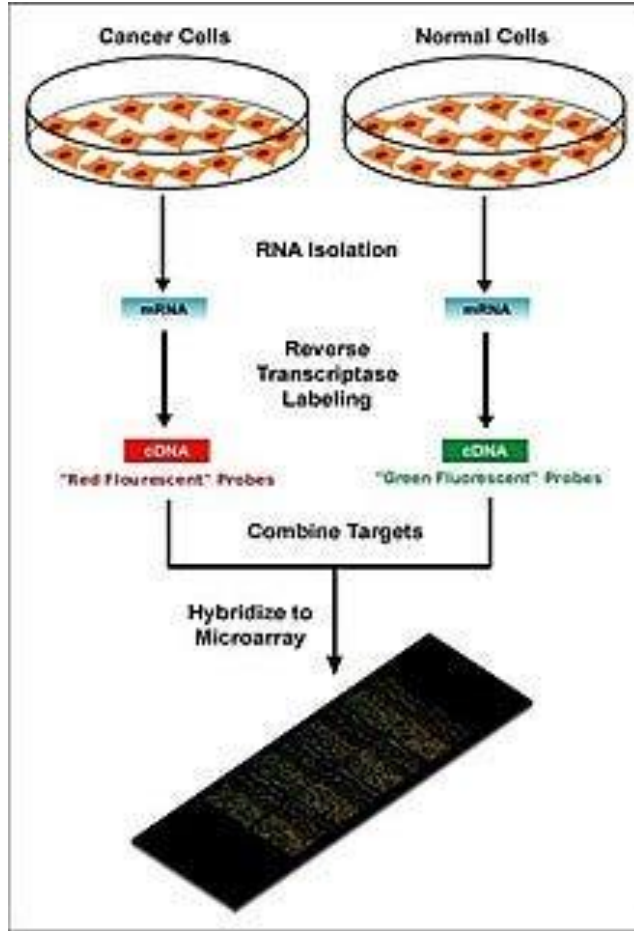 Cancer Cells
Normal Cells
RNA Isolation
mRNA
mRNA
Reverse
Transcriptase
Labeling
cDNA
cDNA
"Red Flourescent" Probes
"Green Fluorescent" Probes
Combine Targets
Hybridize to
Microarray